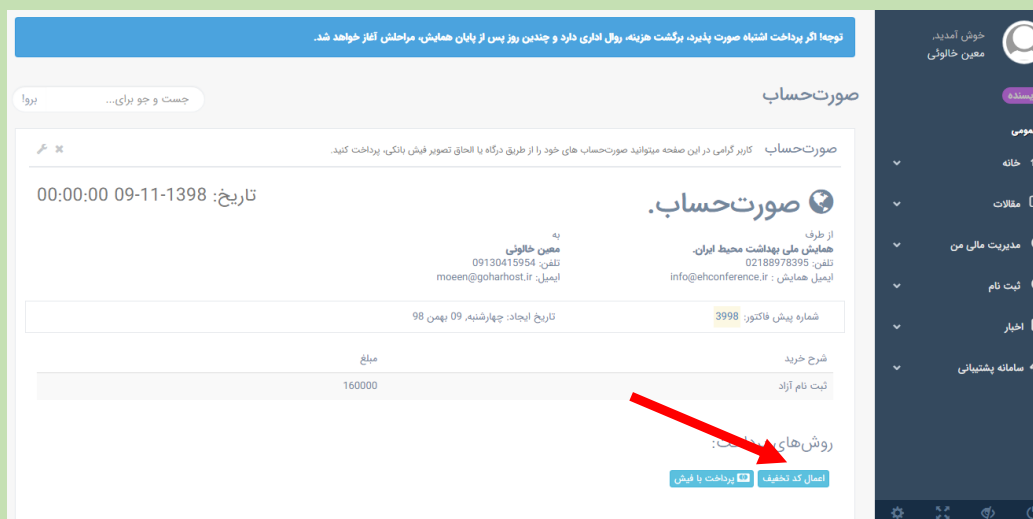 توجه! اگر پرداخت اشتباه صورت پذیرد، برگشت هزینه، روال اداری دارد و چندین روز پس از پایان همایش، مراحلش آغاز خواهد شد.
خوش آمدید,
معین خالوئی
خانه
مقالات
مدیریت مالی من
ثبت نام
اخبار
سامانه پشتیبانی
صورت‌حساب
جست و جو برای...
برو!
صورت‌حساب کاربر گرامی در این صفحه میتوانید صورت‌حساب های خود را از طریق درگاه یا الحاق تصویر فیش بانکی، پرداخت کنید.
صورت‌حساب.
تاریخ: 1398-11-09 00:00:00
از طرف
همایش ملی بهداشت محیط ایران.
تلفن: 02188978395
ایمیل همایش : info@ehconference.ir
به
معین خالوئی
تلفن: 09130415954
ایمیل: moeen@goharhost.ir
شماره پیش فاکتور: 3998
تاریخ ایجاد: چهارشنبه, 09 بهمن 98
شرح خرید مبلغ
ثبت نام آزاد 160000
روش‌های
اعمال کد تخفیف
پرداخت با فیش